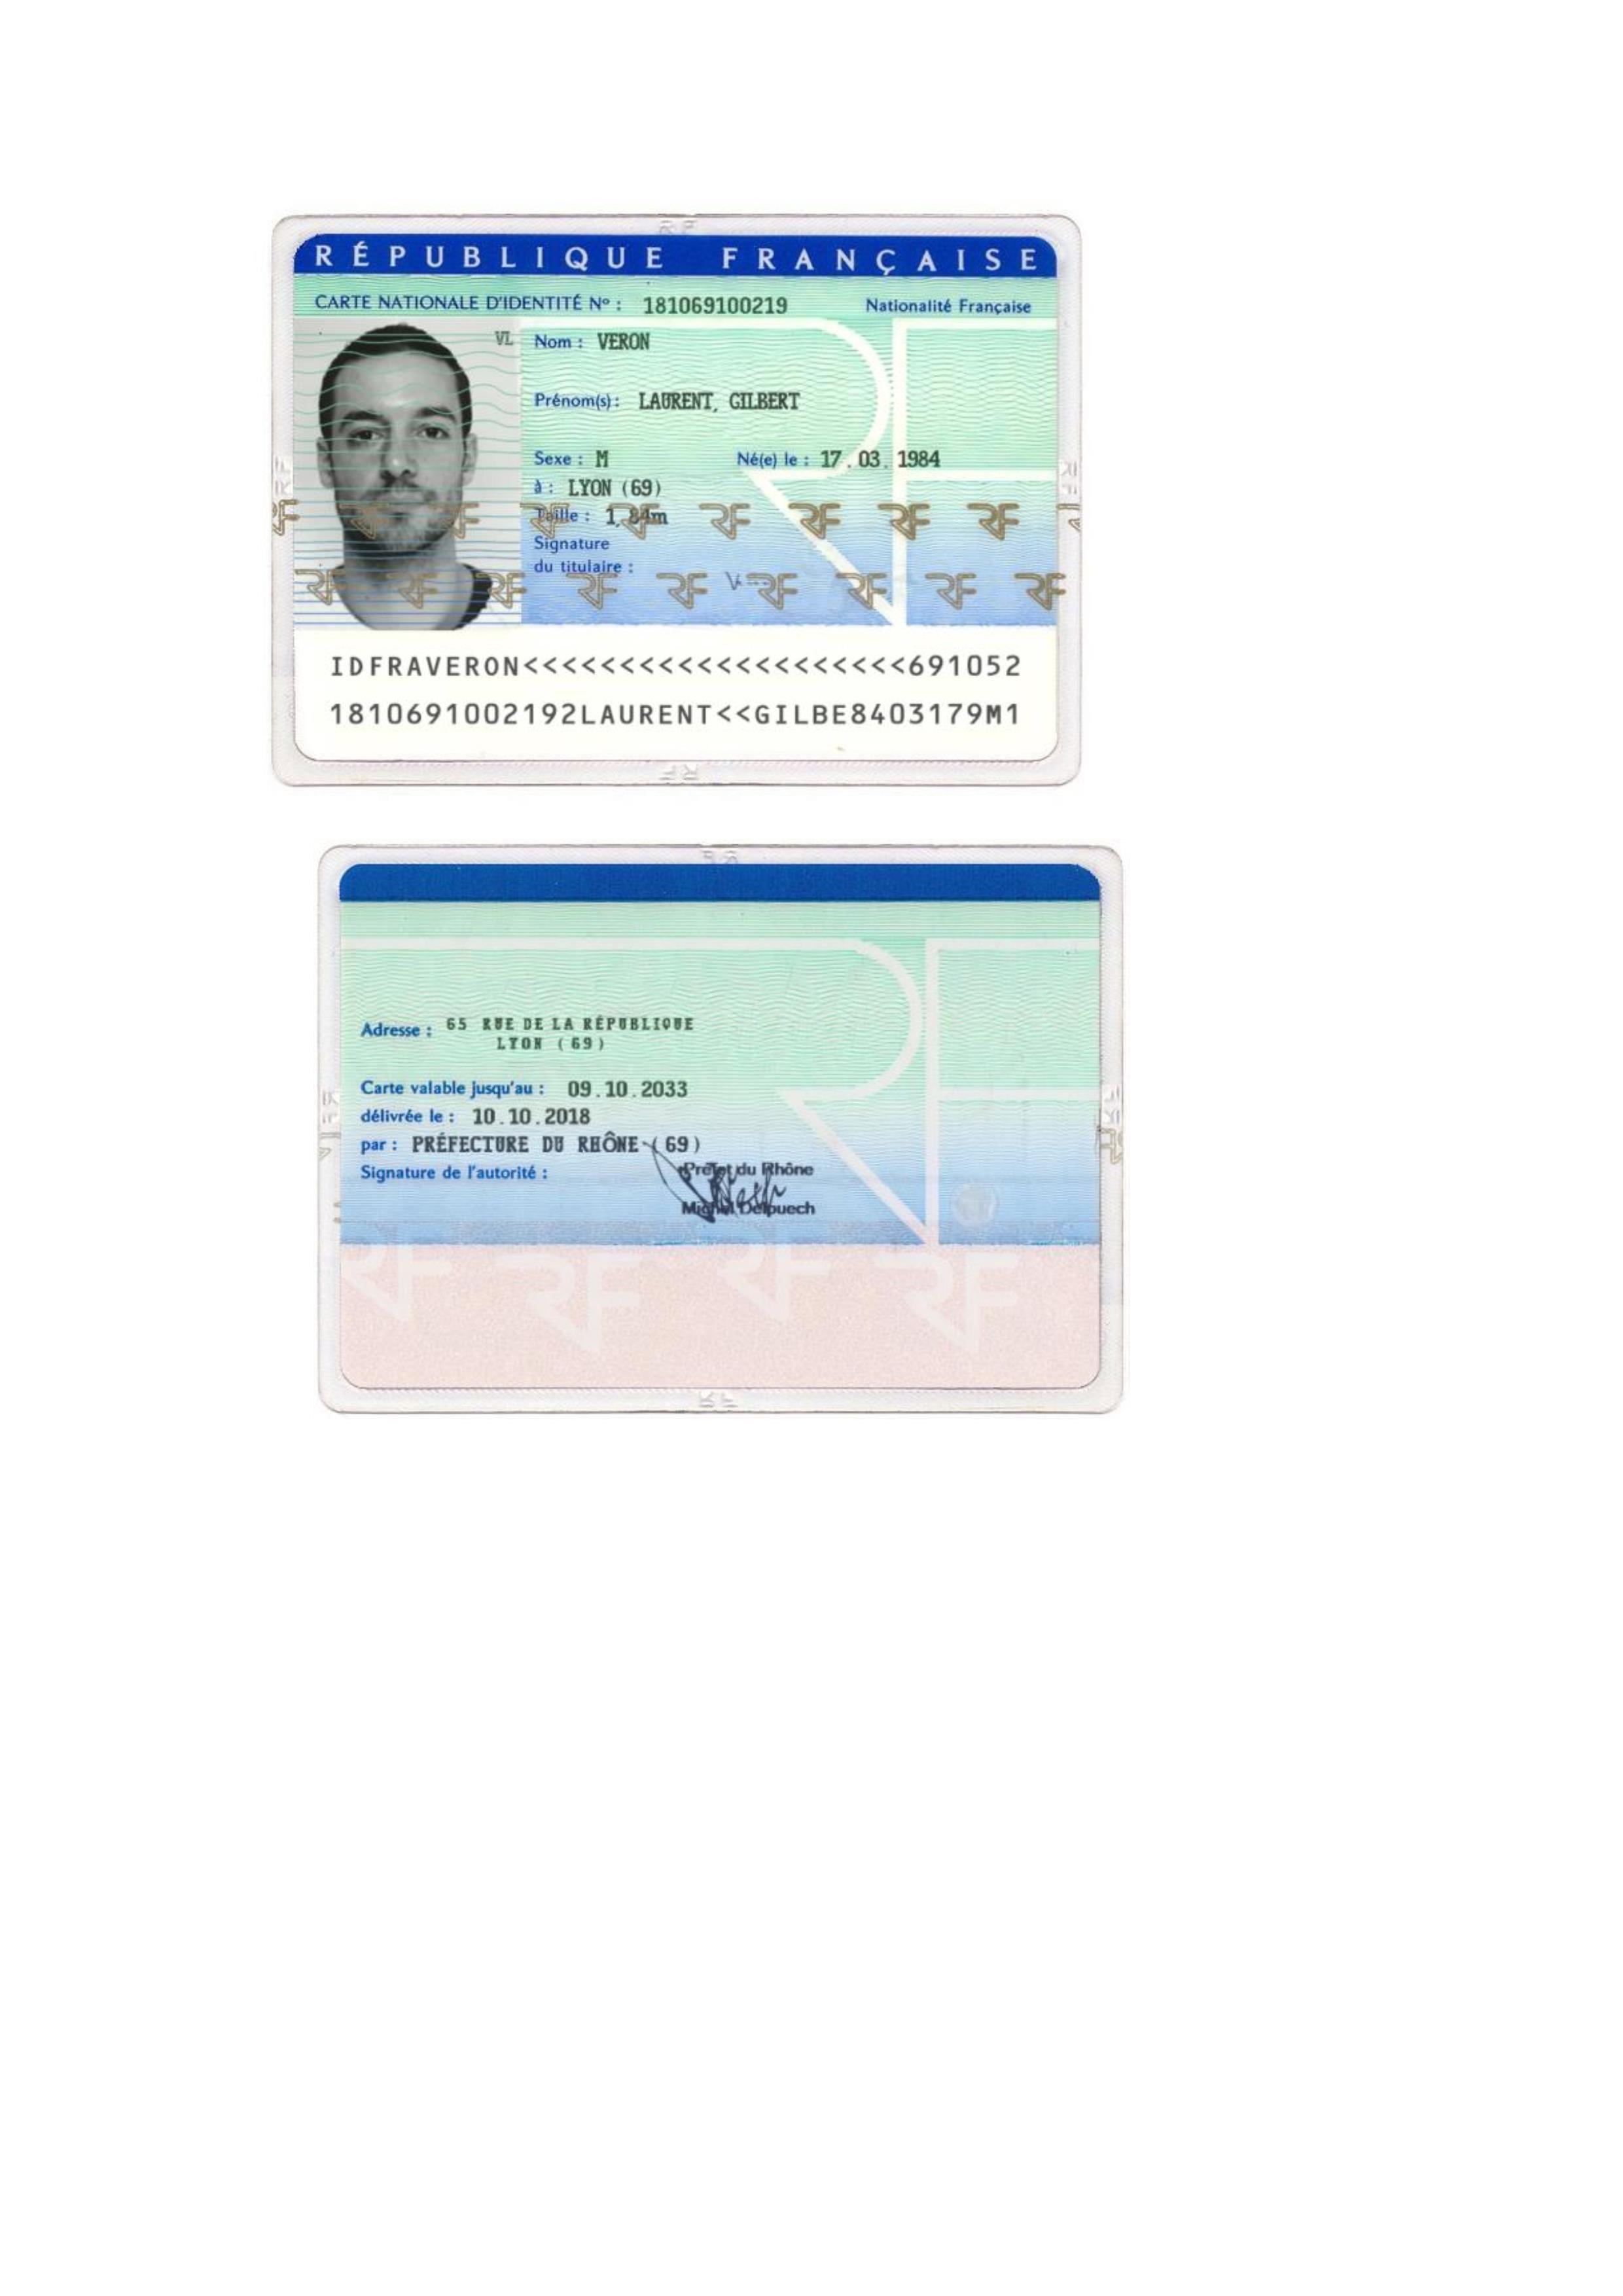 RÉPUBLIQUE FRANÇAISE
CARTE NATIONALE D'IDENTITÉ Nº : 181069100219 Nationalité Française
VL Nom : VERON
Prénom(s) : LAURENT, GILBERT
Sexe : M Né(e) le : 17.03.1984
à : LYON (69)
Taille : 1,84m
Signature
du titulaire :
IDFRAVERON<<<<<<<<<<<<<<<<<<<<691052
1810691002192LAURENT<<GILBE8403179M1
Adresse : 65 RUE DE LA RÉPUBLIQUE
LYON (69)
Carte valable jusqu'au : 09.10.2033
délivrée le : 10.10.2018
par : PRÉFECTURE DU RHÔNE (69)
Signature de l'autorité : Préfet du Rhône
Michel Delpuech